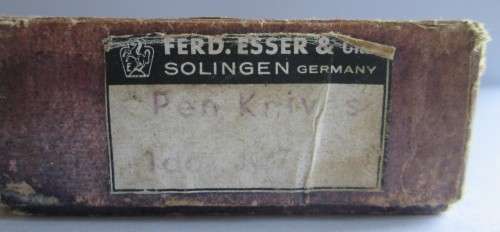 FERD. ESSER &
SOLINGEN GERMANY
Pen Knives